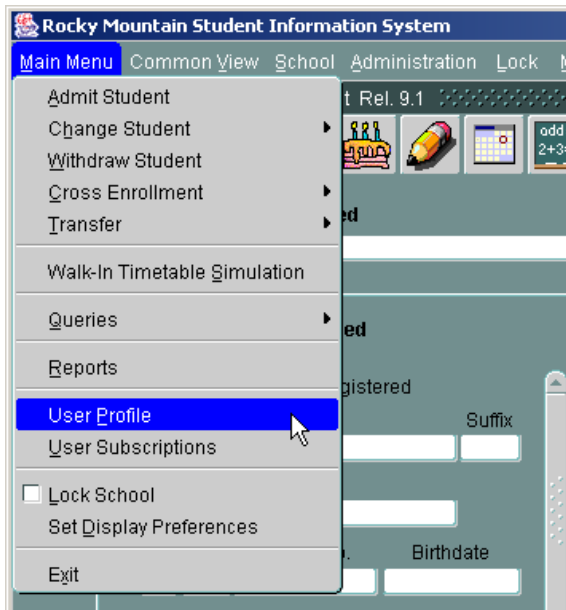 Rocky Mountain Student Information System
Main Menu Common View School Administration Lock
t Rel. 9.1
Admit Student
Change Student
Withdraw Student
Cross Enrollment
Transfer
Walk-In Timetable Simulation
Queries
Reports
User Profile
User Subscriptions
Lock School
Set Display Preferences
Exit
add
2+3=
ed
ed
gistered
Suffix
Birthdate